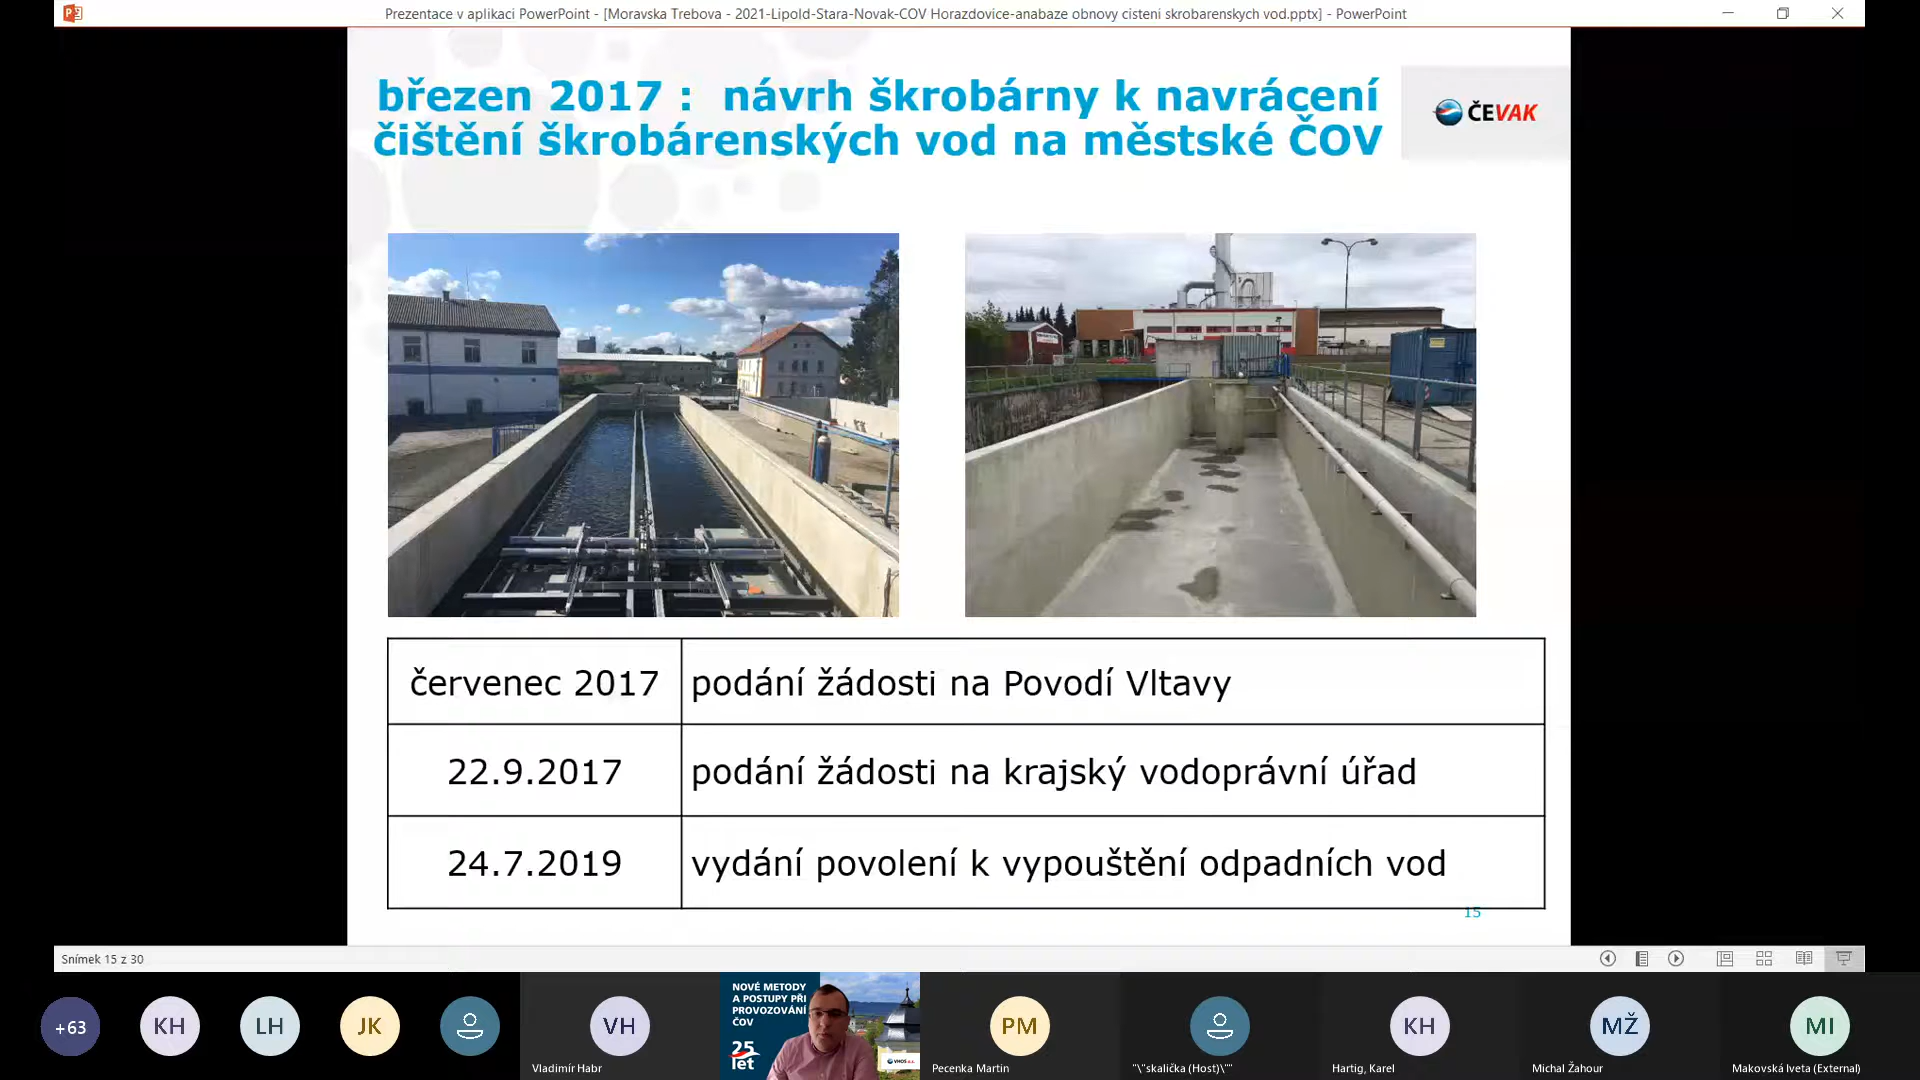 Prezentace v aplikaci PowerPoint - [Moravska Trebova - 2021-Lipold-Stara-Novak-COV Horazdovice-anabaze obnovy cisteni skrobarenskych vod.pptx] - PowerPoint
březen 2017 : návrh škrobárny k navrácení
čištění škrobárenských vod na městské ČOV
ČEVAK
červenec 2017 podání žádosti na Povodí Vltavy
22.9.2017 podání žádosti na krajský vodoprávní úřad
24.7.2019 vydání povolení k vypouštění odpadních vod
15
Snímek 15 z 30
+63
KH
LH
JK
VH
Vladimír Habr
NOVÉ METODY
A POSTUPY PŘI
PROVOZOVÁNÍ
ČOV
25
let
VHOS a.s.
PM
Pecenka Martin
"\"skalička (Host)\""
KH
Hartig, Karel
MŽ
Michal Žahour
MI
Makovská Iveta (External)